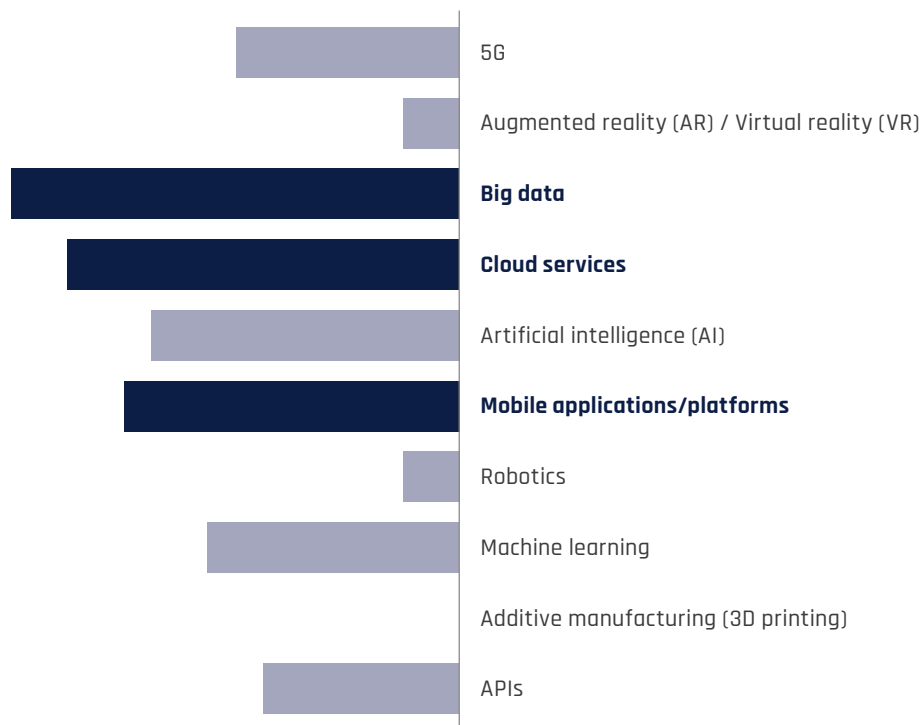 5G
Augmented reality (AR) / Virtual reality (VR)
Big data
Cloud services
Artificial intelligence (AI)
Mobile applications/platforms
Robotics
Machine learning
Additive manufacturing (3D printing)
APIs